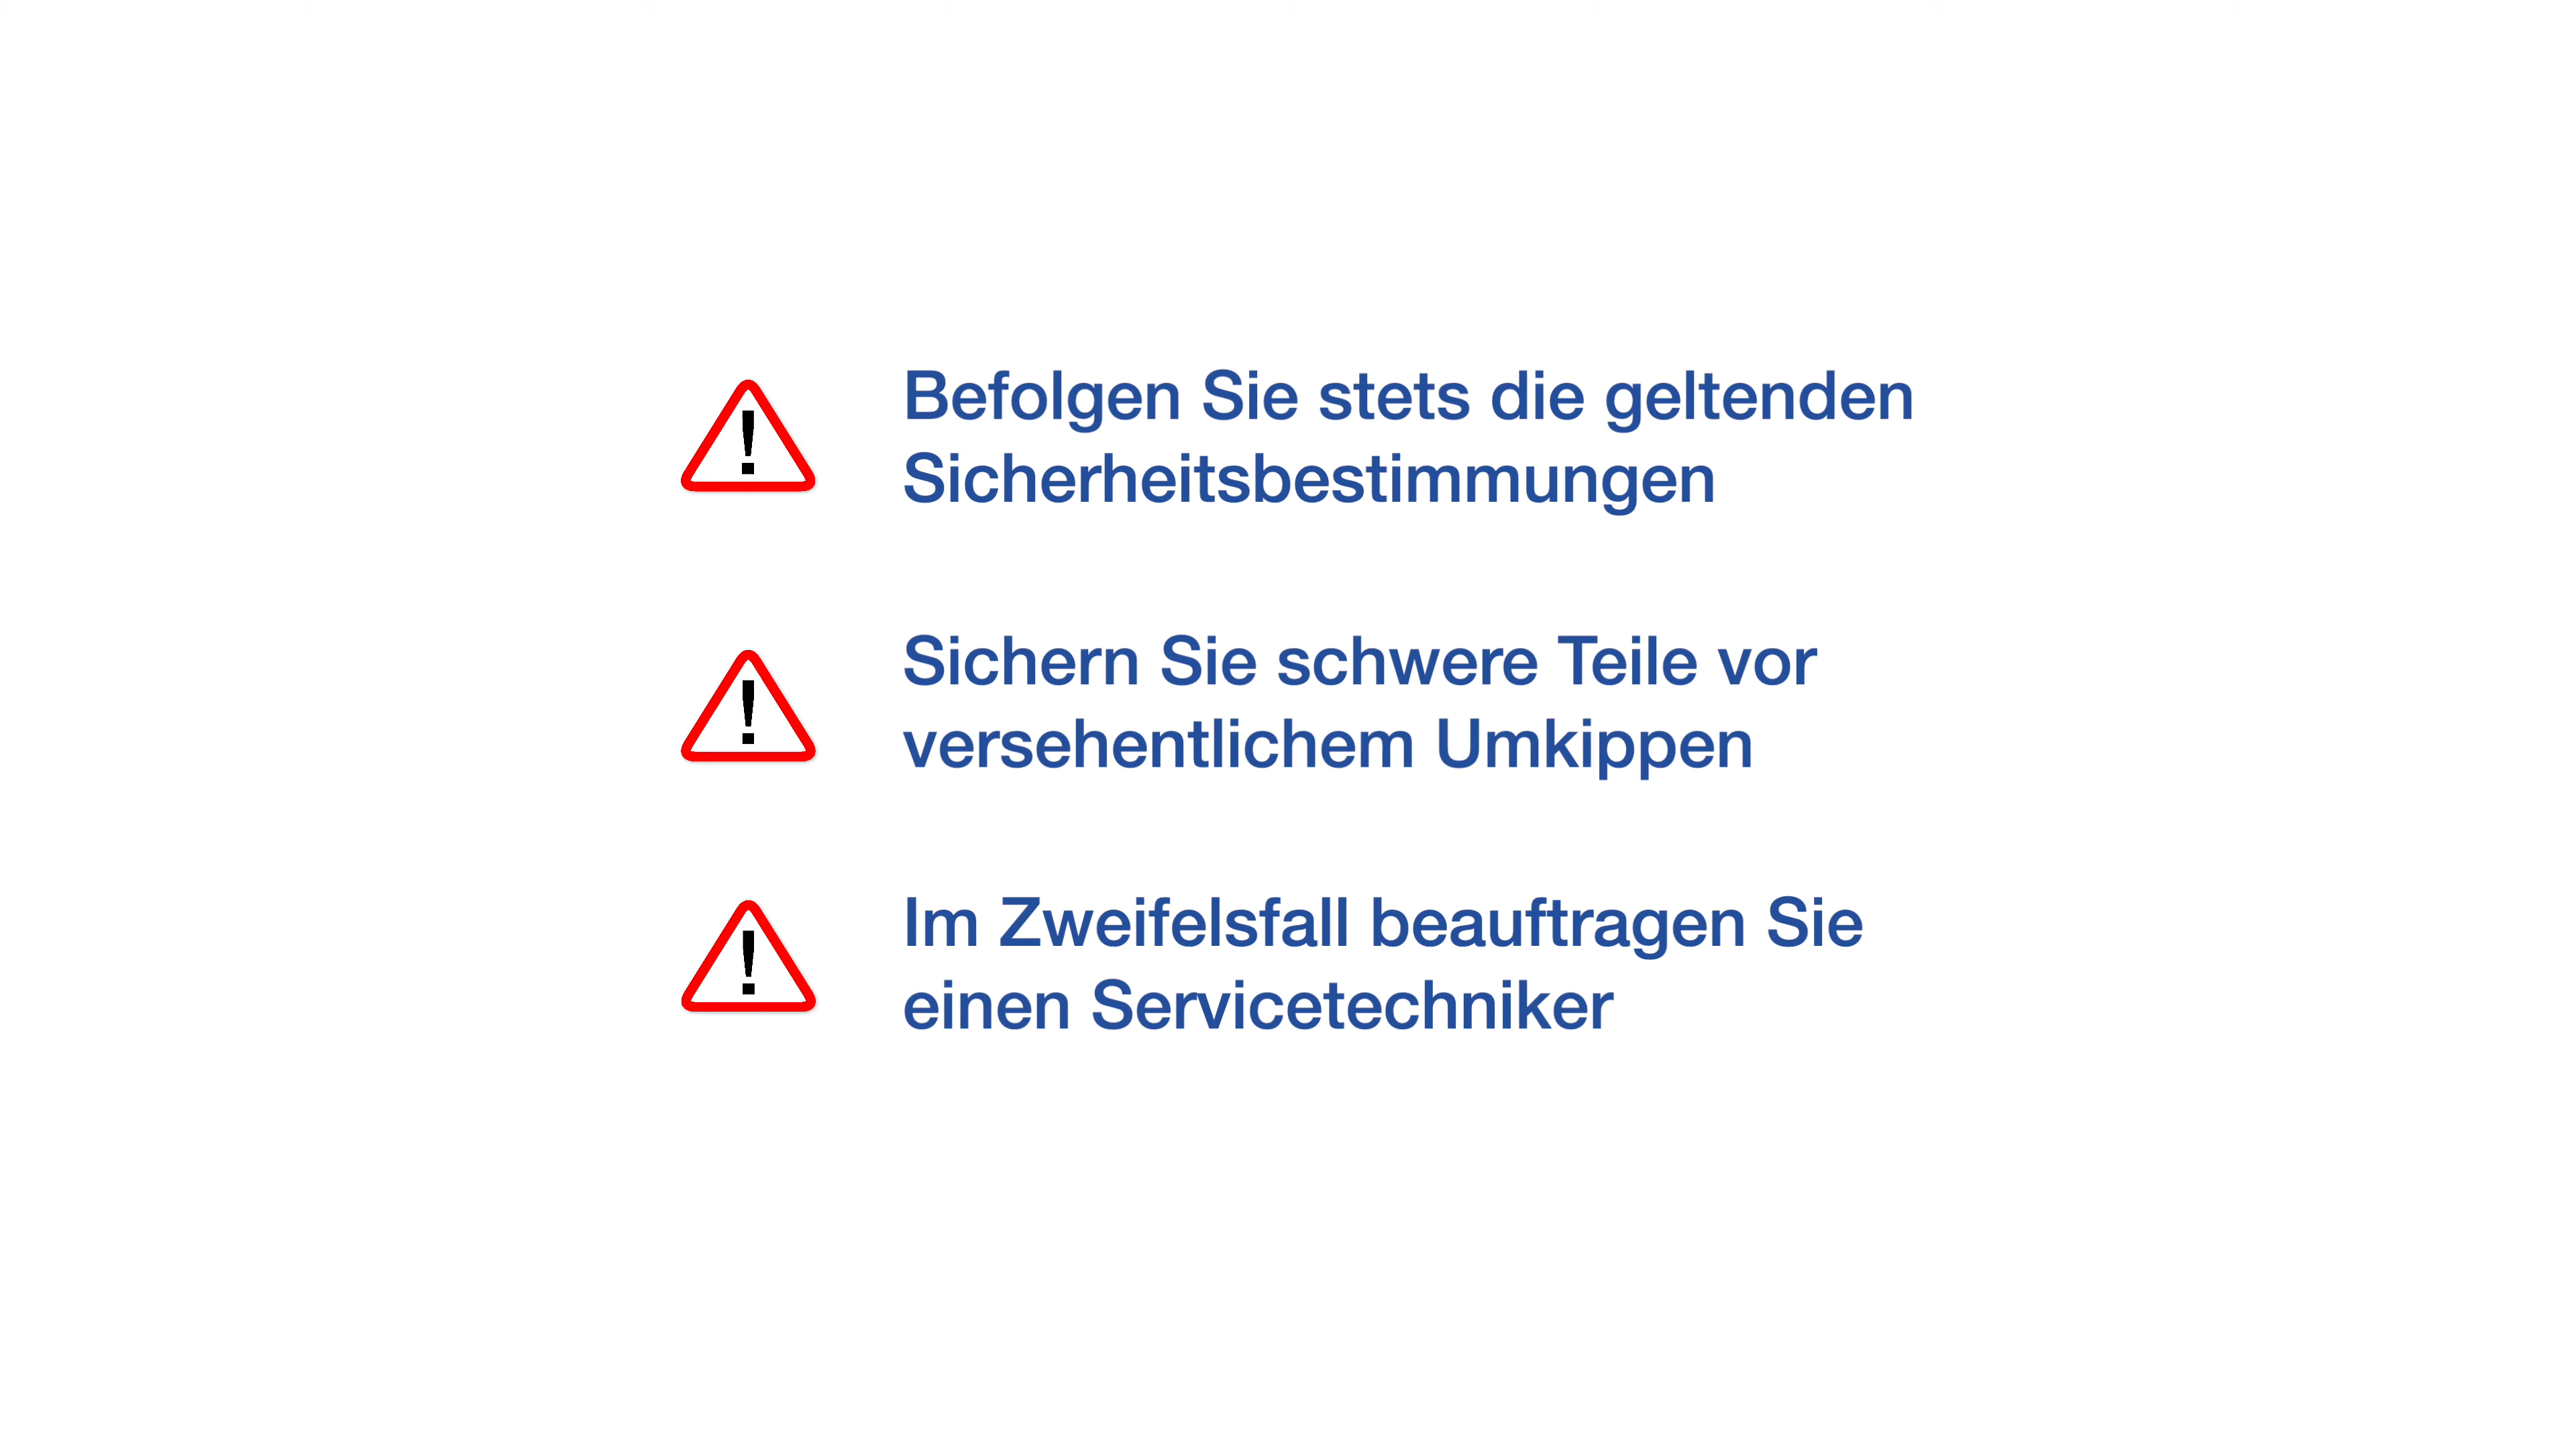 Befolgen Sie stets die geltenden
Sicherheitsbestimmungen
Sichern Sie schwere Teile vor
versehentlichem Umkippen
Im Zweifelsfall beauftragen Sie
einen Servicetechniker